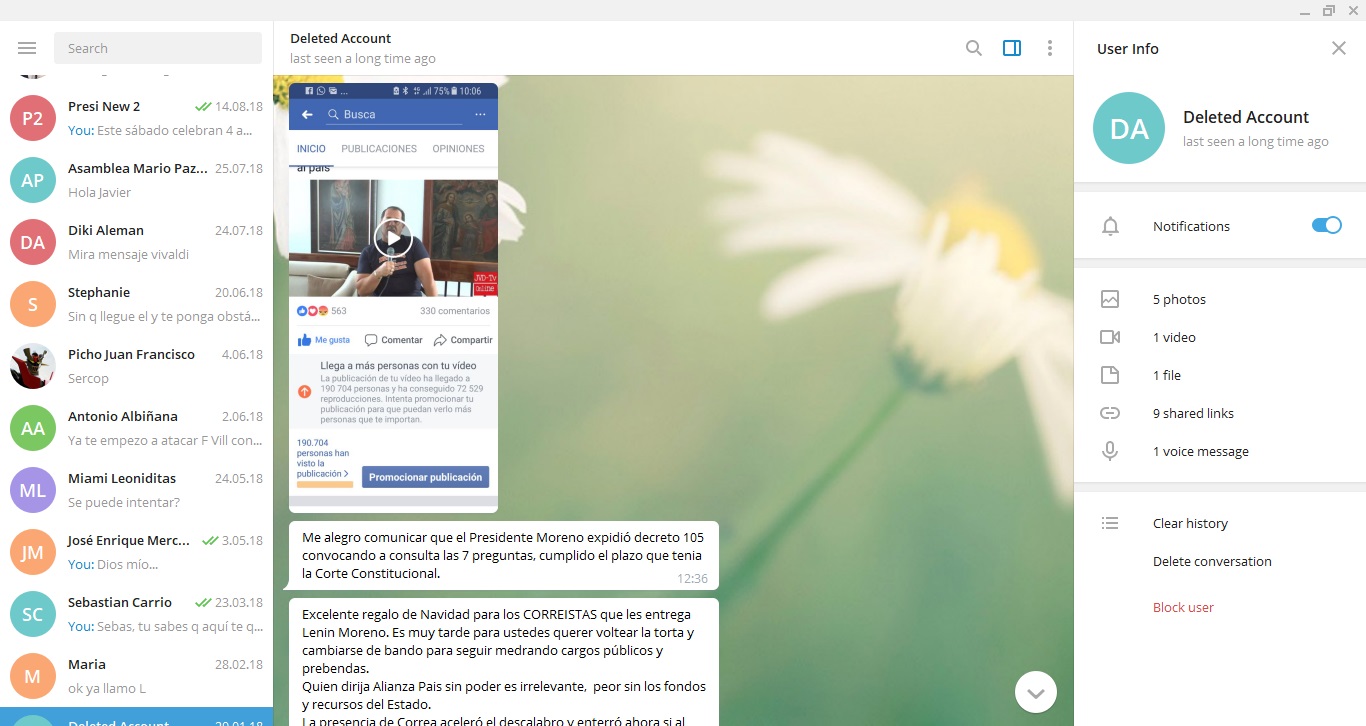 Search
P2
Presi New 2
14.08.18
You: Este sábado celebran 4 a...
AP
Asamblea Mario Paz...
25.07.18
Hola Javier
DA
Diki Aleman
24.07.18
Mira mensaje vivaldi
S
Stephanie
20.06.18
Sin q llegue el y te ponga obstá...
Picho Juan Francisco
4.06.18
Sercop
AA
Antonio Albiñana
2.06.18
Ya te empezo a atacar F Vill con...
ML
Miami Leoniditas
24.05.18
Se puede intentar?
JM
José Enrique Merc...
3.05.18
You: Dios mío...
SC
Sebastian Carrio
23.03.18
You: Sebas, tu sabes q aquí te q...
M
Maria
28.02.18
ok ya llamo L
Deleted Account
Deleted Account
last seen a long time ago
75% 10:06
Busca
INICIO PUBLICACIONES OPINIONES
al país
JVD-Tv
Online
563
330 comentarios
Me gusta Comentar Compartir
Llega a más personas con tu vídeo
La publicación de tu vídeo ha llegado a
190 704 personas y ha conseguido 72 529
reproducciones. Intenta promocionar tu
publicación para que puedan verlo más
personas que te importan.
190.704
personas han
visto la
publicación >
Promocionar publicación
Me alegro comunicar que el Presidente Moreno expidió decreto 105
convocando a consulta las 7 preguntas, cumplido el plazo que tenia
la Corte Constitucional.
12:36
Excelente regalo de Navidad para los CORREISTAS que les entrega
Lenin Moreno. Es muy tarde para ustedes querer voltear la torta y
cambiarse de bando para seguir medrando cargos públicos y
prebendas.
Quien dirija Alianza Pais sin poder es irrelevante, peor sin los fondos
y recursos del Estado.
La presencia de Correa aceleró el descalabro y enterró ahora si al
User Info
DA
Deleted Account
last seen a long time ago
Notifications
5 photos
1 video
1 file
9 shared links
1 voice message
Clear history
Delete conversation
Block user